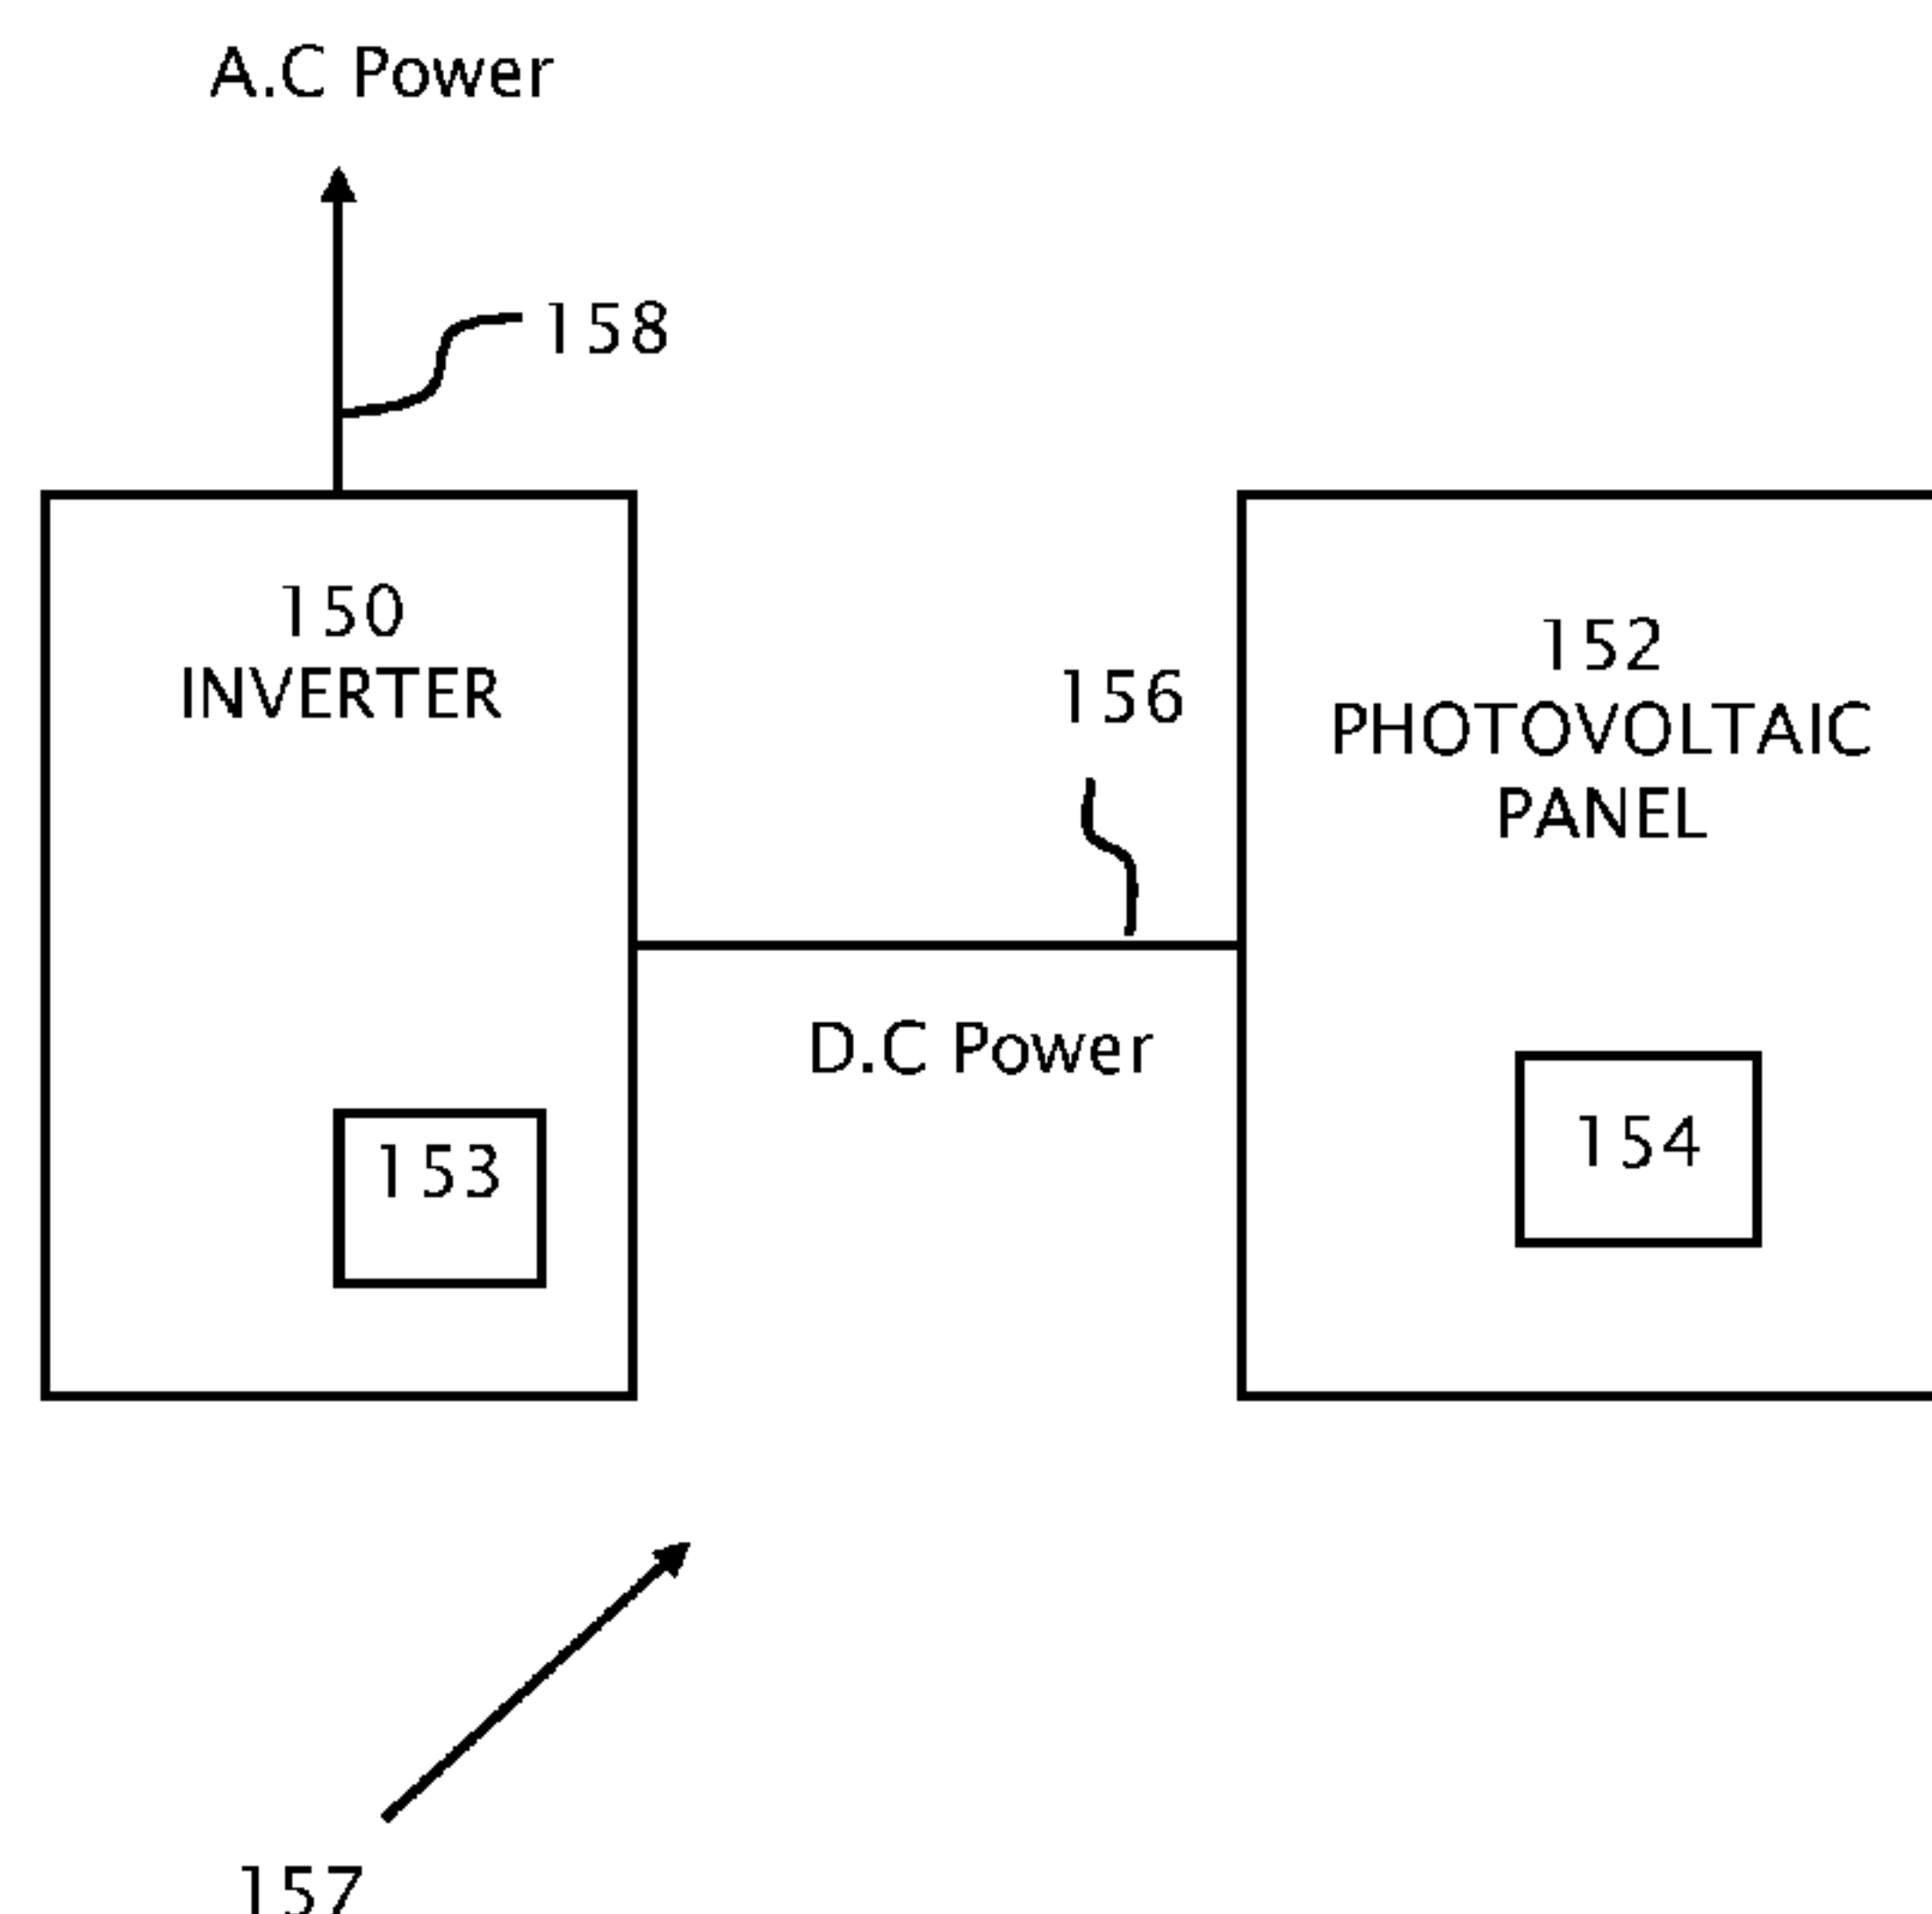 A.C Power
158
150
INVERTER
156
152
PHOTOVOLTAIC
PANEL
D.C Power
153
154
157